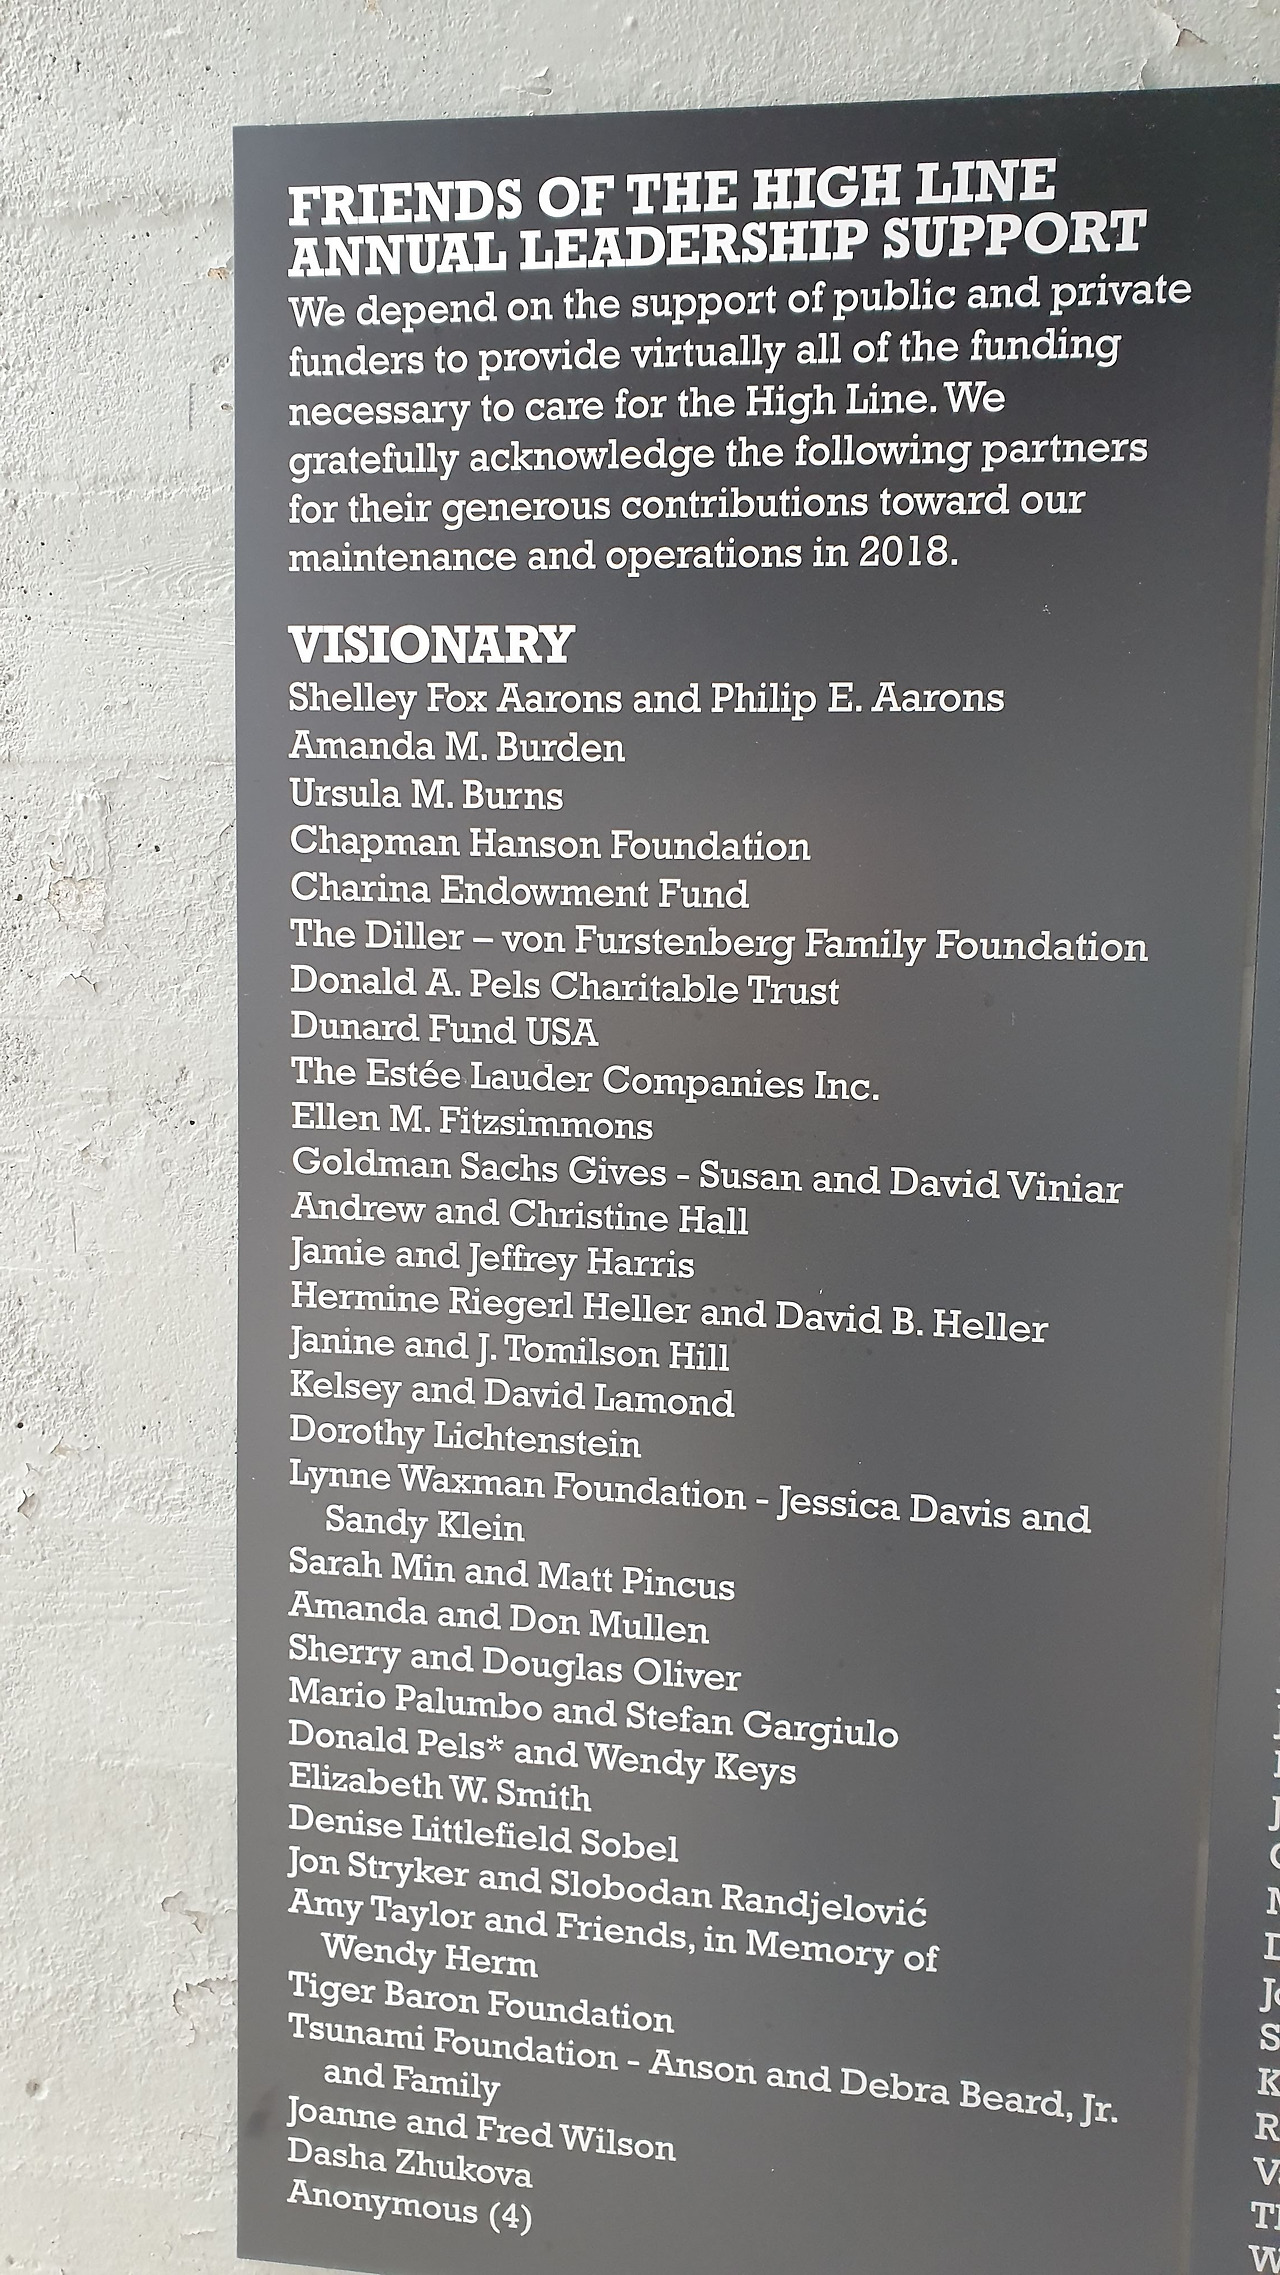 FRIENDS OF THE HIGH LINE
ANNUAL LEADERSHIP SUPPORT
We depend on the support of public and private
funders to provide virtually all of the funding
necessary to care for the High Line. We
gratefully acknowledge the following partners
for their generous contributions toward our
maintenance and operations in 2018.
VISIONARY
Shelley Fox Aarons and Philip E. Aarons
Amanda M. Burden
Ursula M. Burns
Chapman Hanson Foundation
Charina Endowment Fund
The Diller – von Furstenberg Family Foundation
Donald A. Pels Charitable Trust
Dunard Fund USA
The Estée Lauder Companies Inc.
Ellen M. Fitzsimmons
Goldman Sachs Gives - Susan and David Viniar
Andrew and Christine Hall
Jamie and Jeffrey Harris
Hermine Riegerl Heller and David B. Heller
Janine and J. Tomilson Hill
Kelsey and David Lamond
Dorothy Lichtenstein
Lynne Waxman Foundation - Jessica Davis and
Sandy Klein
Sarah Min and Matt Pincus
Amanda and Don Mullen
Sherry and Douglas Oliver
Mario Palumbo and Stefan Gargiulo
Donald Pels* and Wendy Keys
Elizabeth W. Smith
Denise Littlefield Sobel
Jon Stryker and Slobodan Randjelović
Amy Taylor and Friends, in Memory of
Wendy Herm
Tiger Baron Foundation
Tsunami Foundation - Anson and Debra Beard, Jr.
and Family
Joanne and Fred Wilson
Dasha Zhukova
Anonymous (4)